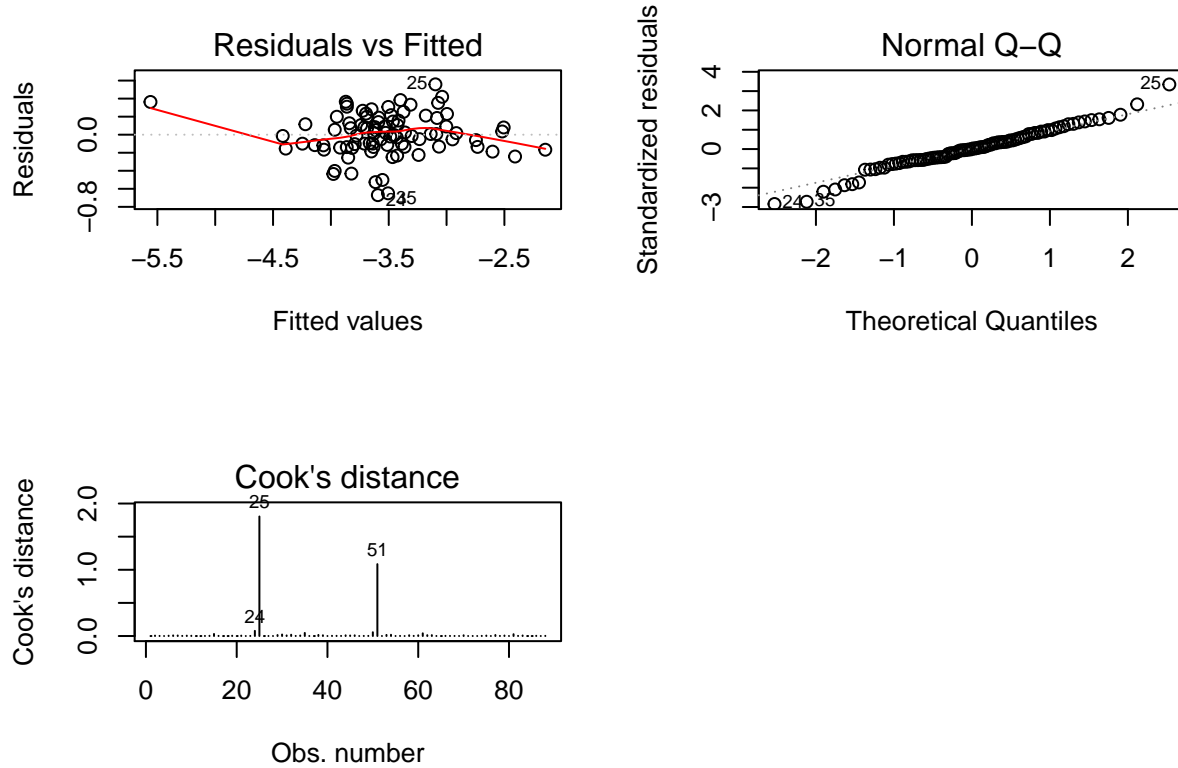 Residuals vs Fitted
Residuals
0.0
−0.8
25
24
35
−5.5 −4.5 −3.5 −2.5
Fitted values
Normal Q−Q
Standardized residuals
4
2
0
−3
25
24 35
−2 −1 0 1 2
Theoretical Quantiles
Cook's distance
Cook's distance
2.0
1.0
0.0
25
51
24
0 20 40 60 80
Obs. number